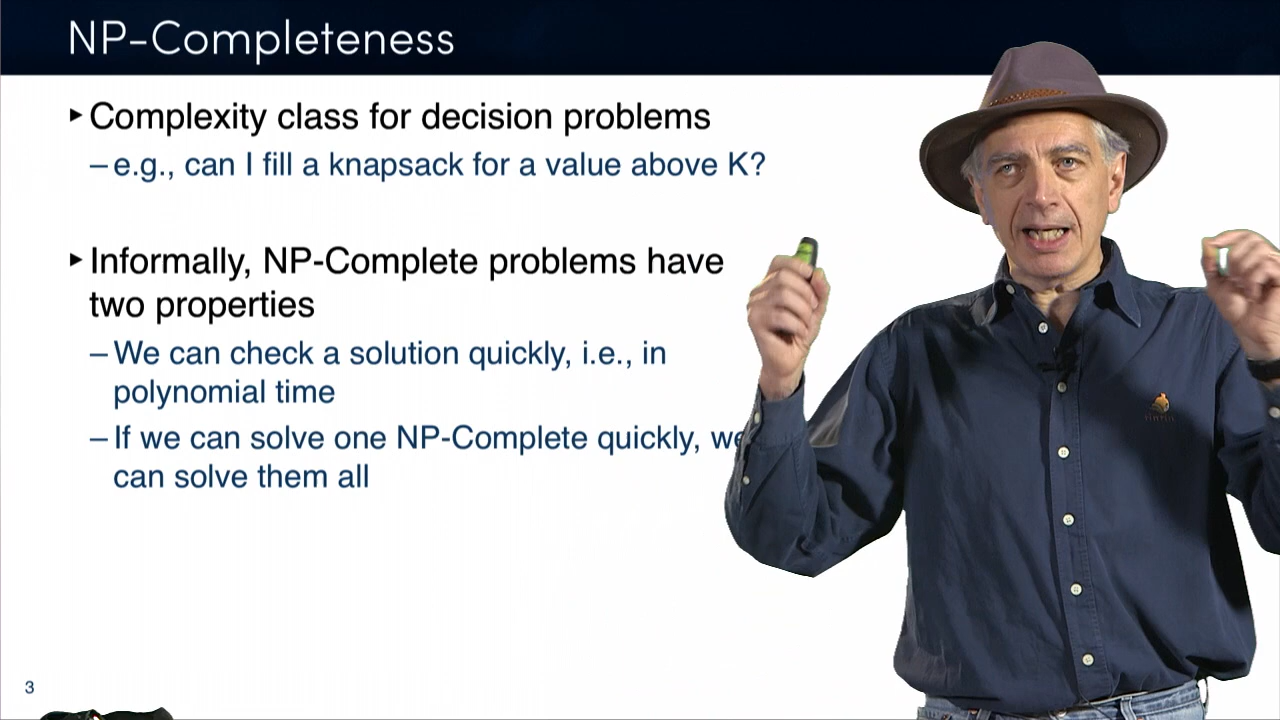 NP-Completeness
▸ Complexity class for decision problems
– e.g., can I fill a knapsack for a value above K?
▸ Informally, NP-Complete problems have
two properties
– We can check a solution quickly, i.e., in
polynomial time
– If we can solve one NP-Complete quickly, we
can solve them all
tintin
3